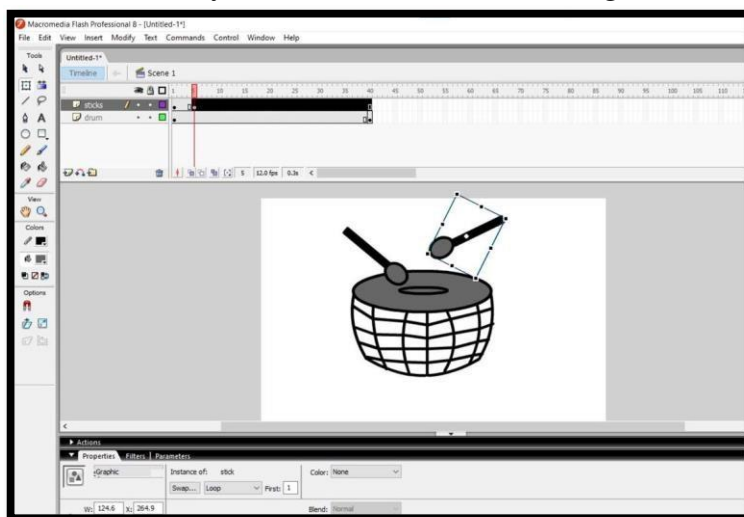 Macromedia Flash Professional 8 - [Untitled-1*]
File Edit View Insert Modify Text Commands Control Window Help
Tools
Untitled-1*
Timeline Scene 1
1 5 10 15 20 25 30 35 40 45 50 55 60 65 70 75 80 85 90 95 100 105 110
sticks
drum
5 12.0 fps 0.3s
View
Colors
Options
Actions
Properties Filters Parameters
Graphic Instance of: stick Color: None
Swap... Loop First: 1
W: 124.6 X: 264.9 Blend: Normal